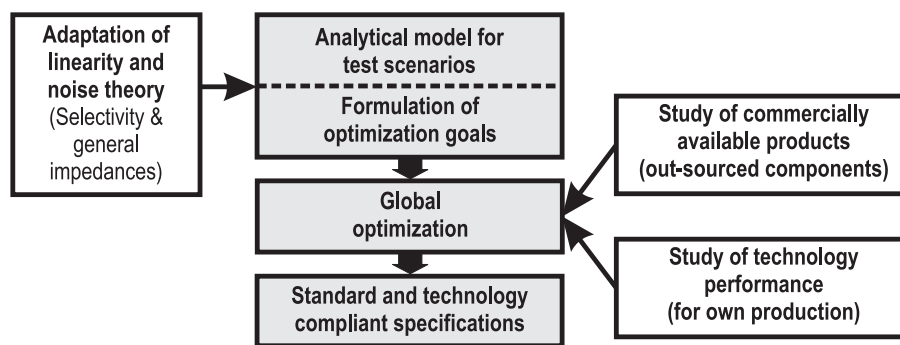 Adaptation of
linearity and
noise theory
(Selectivity &
general
impedances)
Analytical model for
test scenarios
Formulation of
optimization goals
Global
optimization
Standard and technology
compliant specifications
Study of commercially
available products
(out-sourced components)
Study of technology
performance
(for own production)